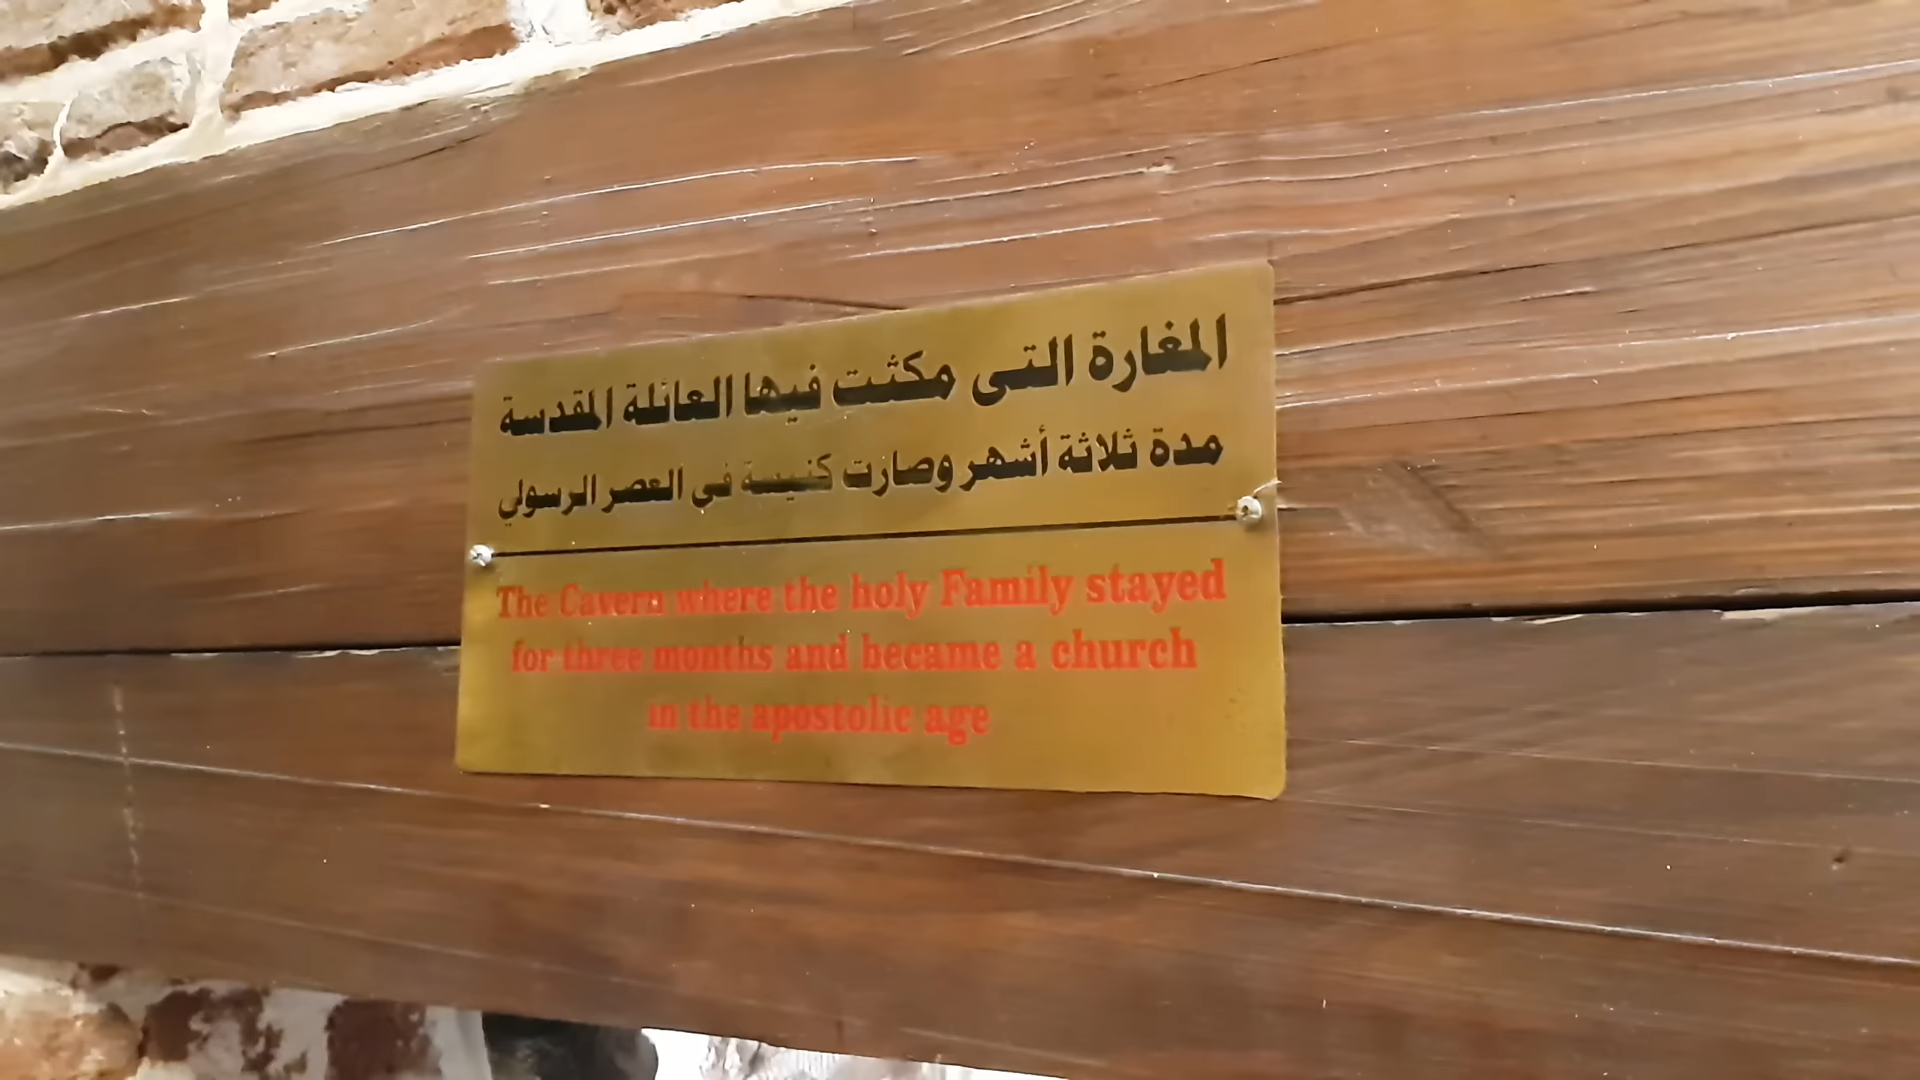 المغارة التى مكثت فيها العائلة المقدسة
مدة ثلاثة أشهر وصارت كنيسة في العصر الرسولي
The Cavern where the holy Family stayed
for three months and became a church
in the apostolic age